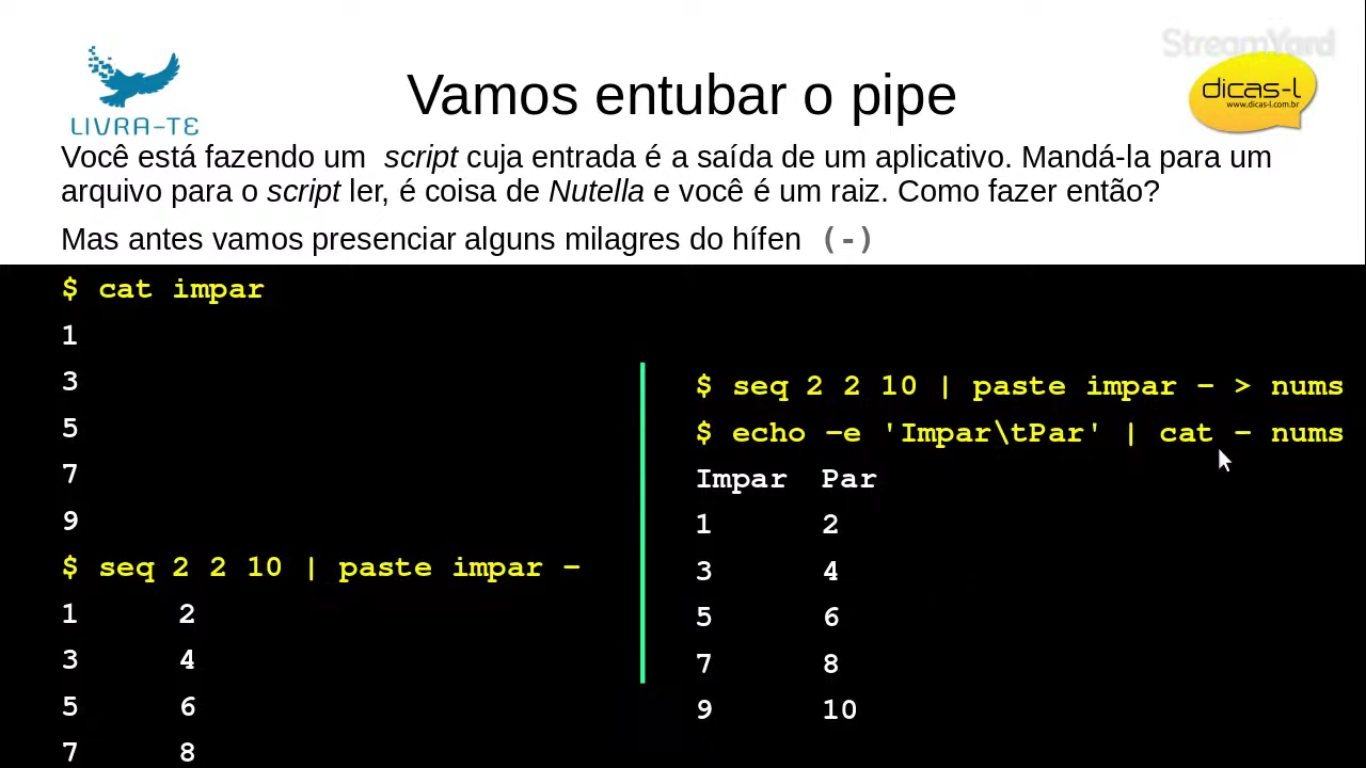 StreamYard
LIVRA-TE
Vamos entubar o pipe
dicas-l
www.dicas-l.com.br
Você está fazendo um script cuja entrada é a saída de um aplicativo. Mandá-la para um
arquivo para o script ler, é coisa de Nutella e você é um raiz. Como fazer então?
Mas antes vamos presenciar alguns milagres do hífen (-)
$ cat impar
1
3
5
7
9
$ seq 2 2 10 | paste impar -
1 2
3 4
5 6
7 8
$ seq 2 2 10 | paste impar - > nums
$ echo -e 'Impar\tPar' | cat - nums
Impar Par
1 2
3 4
5 6
7 8
9 10